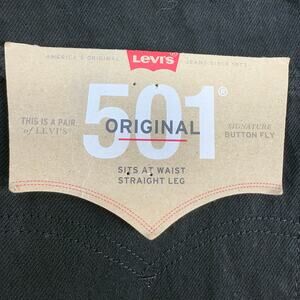 LEVI'S
AMERICA'S ORIGINAL JEANS SINCE 1873
501®
THIS IS A PAIR SIGNATURE
of LEVI'S ORIGINAL BUTTON FLY
SITS AT WAIST
STRAIGHT LEG